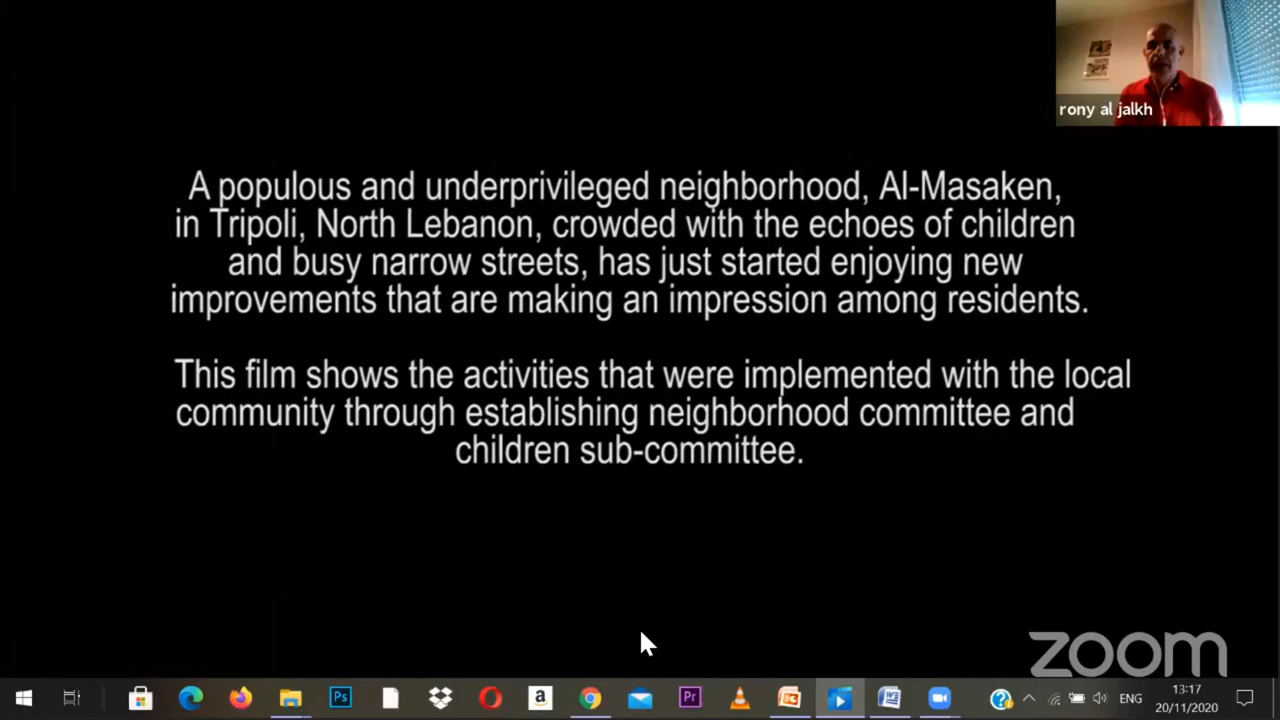 rony al jalkh
A populous and underprivileged neighborhood, Al-Masaken,
in Tripoli, North Lebanon, crowded with the echoes of children
and busy narrow streets, has just started enjoying new
improvements that are making an impression among residents.
This film shows the activities that were implemented with the local
community through establishing neighborhood committee and
children sub-committee.
zoom
Ps
a
Pr
ENG
13:17
20/11/2020